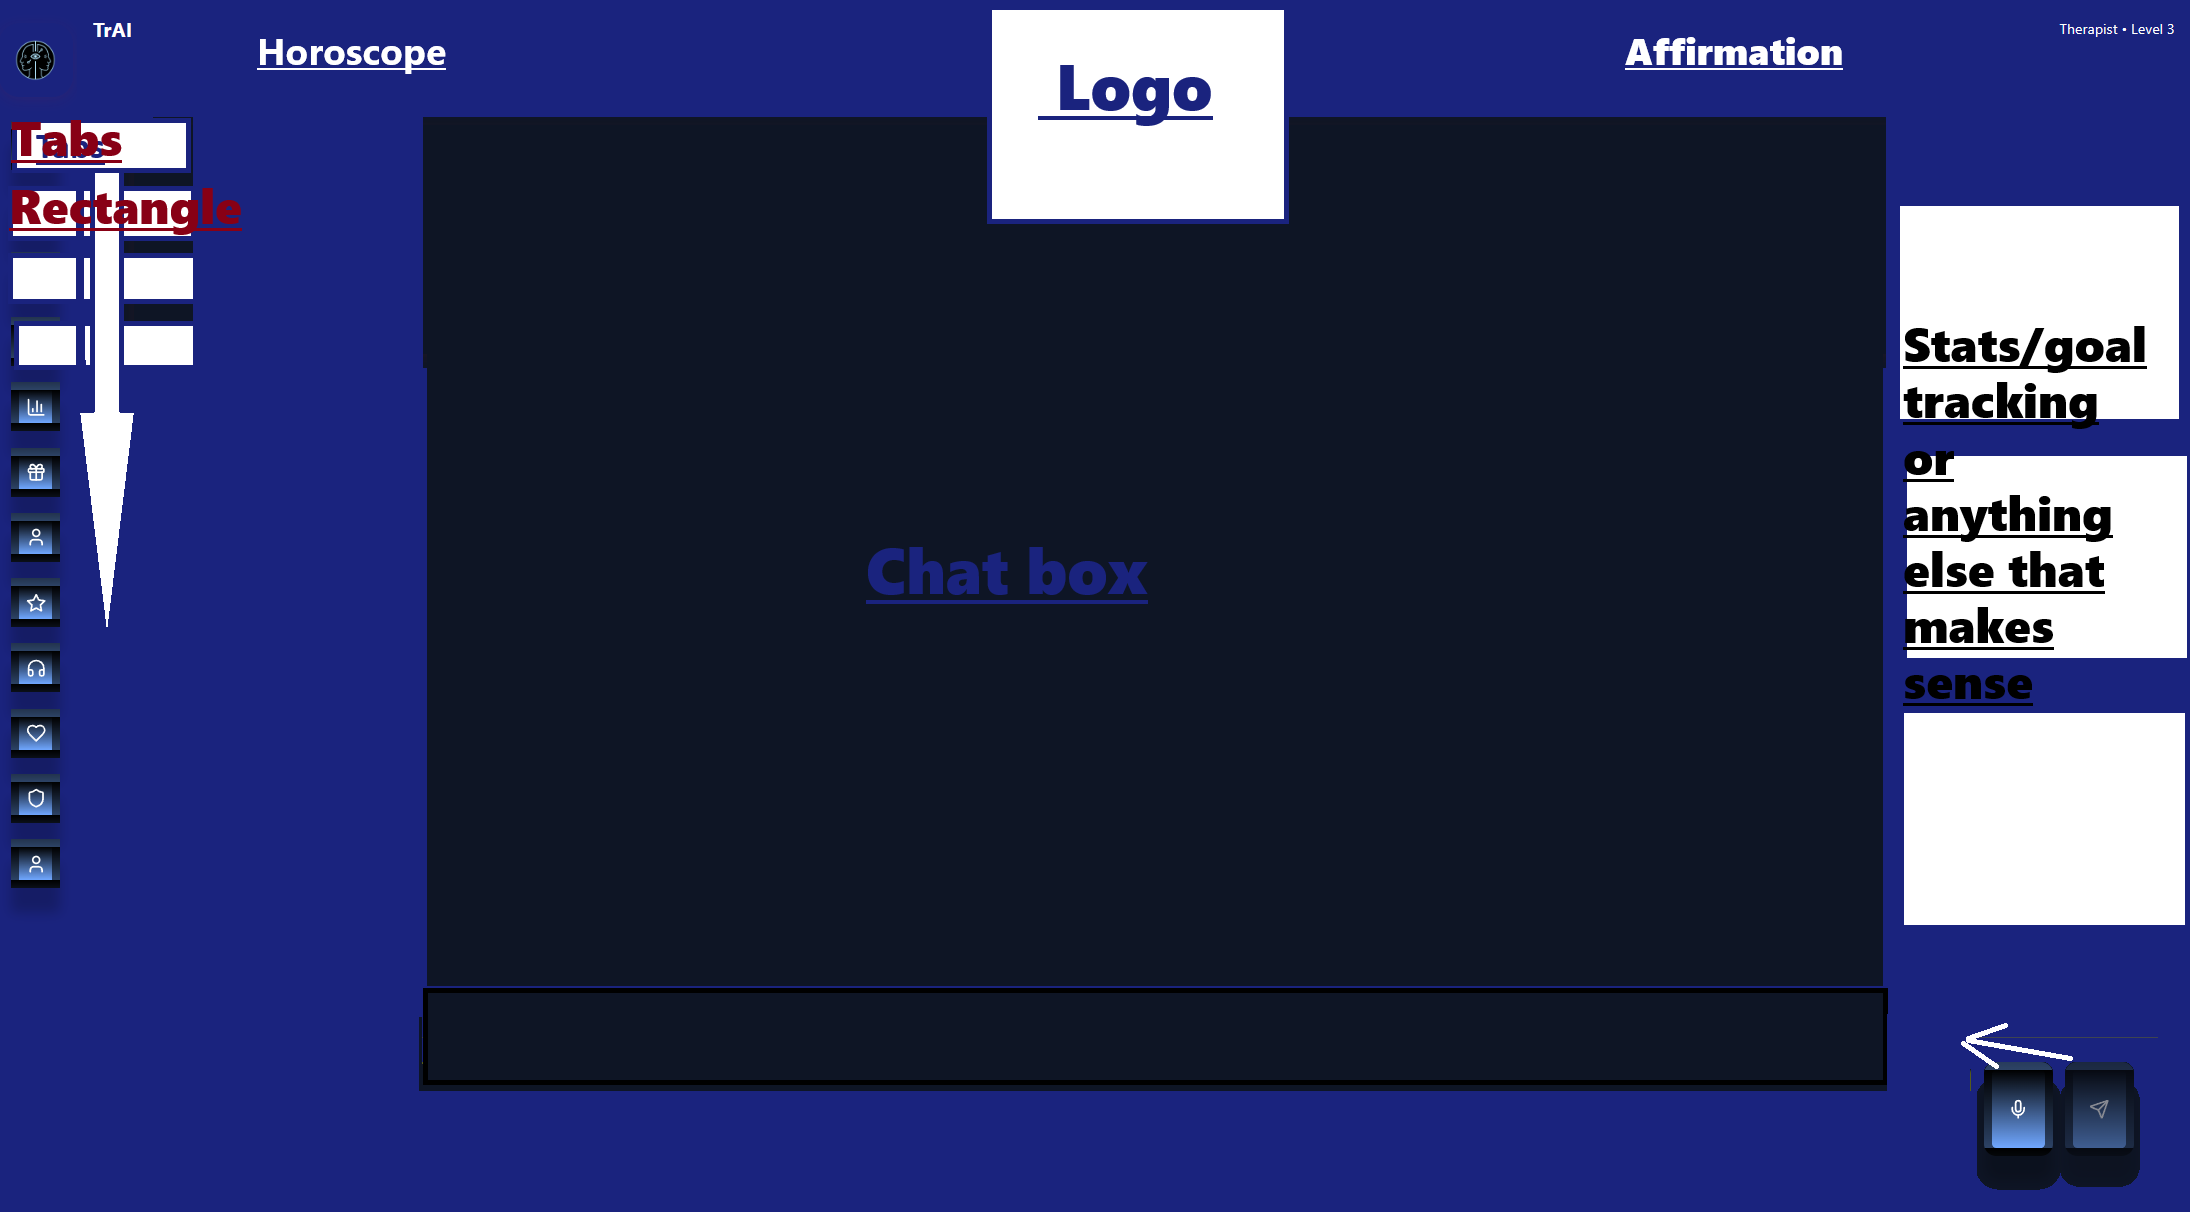 TrAI
Horoscope
Logo
Affirmation
Therapist • Level 3
Tabs
Tabs
Rectangle
Chat box
Stats/goal
tracking
or
anything
else that
makes
sense